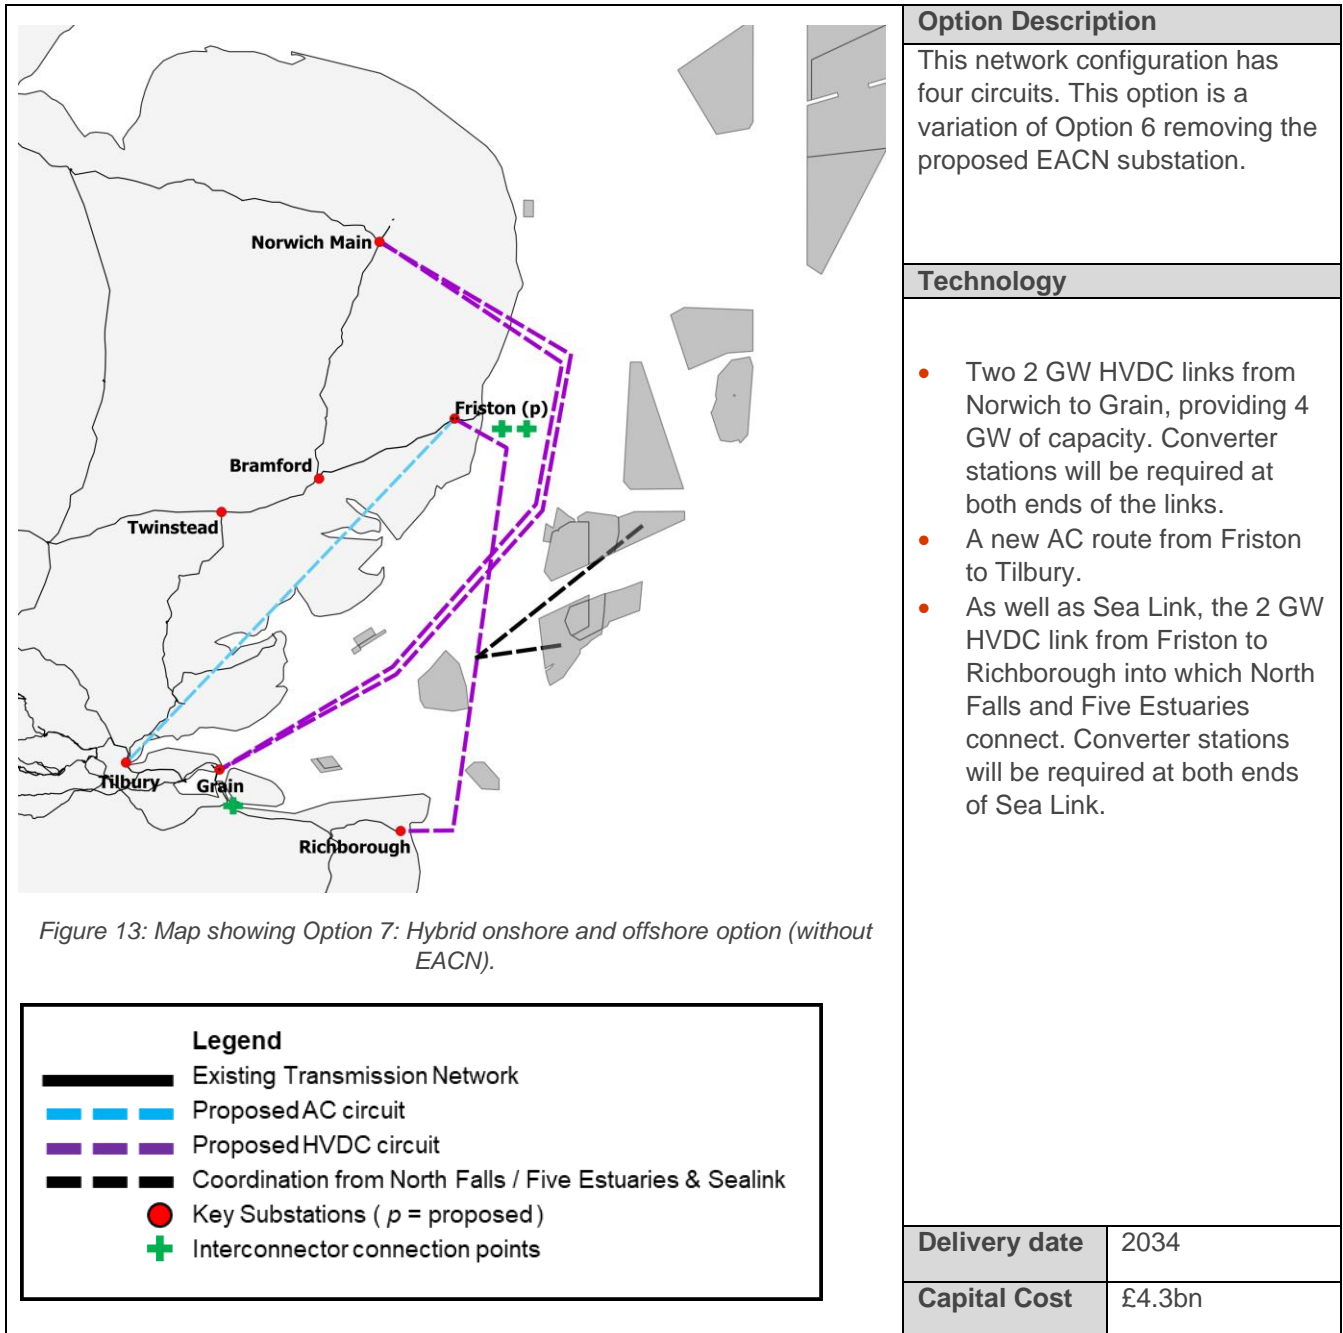 Norwich Main
Friston (p)
Bramford
Twinstead
Tilbury
Grain
Richborough
Figure 13: Map showing Option 7: Hybrid onshore and offshore option (without
EACN).
Legend
Existing Transmission Network
Proposed AC circuit
Proposed HVDC circuit
Coordination from North Falls / Five Estuaries & Sealink
Key Substations ( p = proposed )
Interconnector connection points
Option Description
This network configuration has
four circuits. This option is a
variation of Option 6 removing the
proposed EACN substation.
Technology
• Two 2 GW HVDC links from
Norwich to Grain, providing 4
GW of capacity. Converter
stations will be required at
both ends of the links.
• A new AC route from Friston
to Tilbury.
• As well as Sea Link, the 2 GW
HVDC link from Friston to
Richborough into which North
Falls and Five Estuaries
connect. Converter stations
will be required at both ends
of Sea Link.
Delivery date 2034
Capital Cost £4.3bn